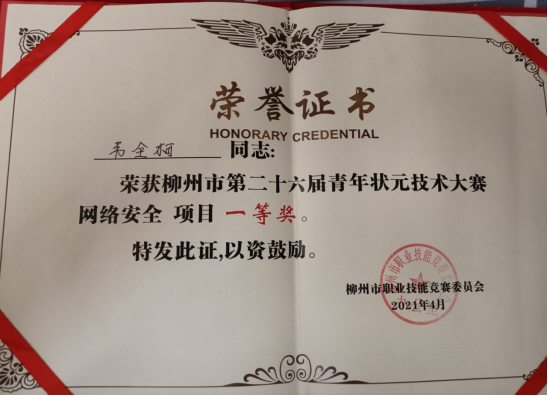 荣誉证书
HONORARY CREDENTIAL
韦全柯 同志:
荣获柳州市第二十六届青年状元技术大赛
网络安全 项目 一等奖。
特发此证,以资鼓励。
柳州市职业技能竞赛委员会
2021年4月